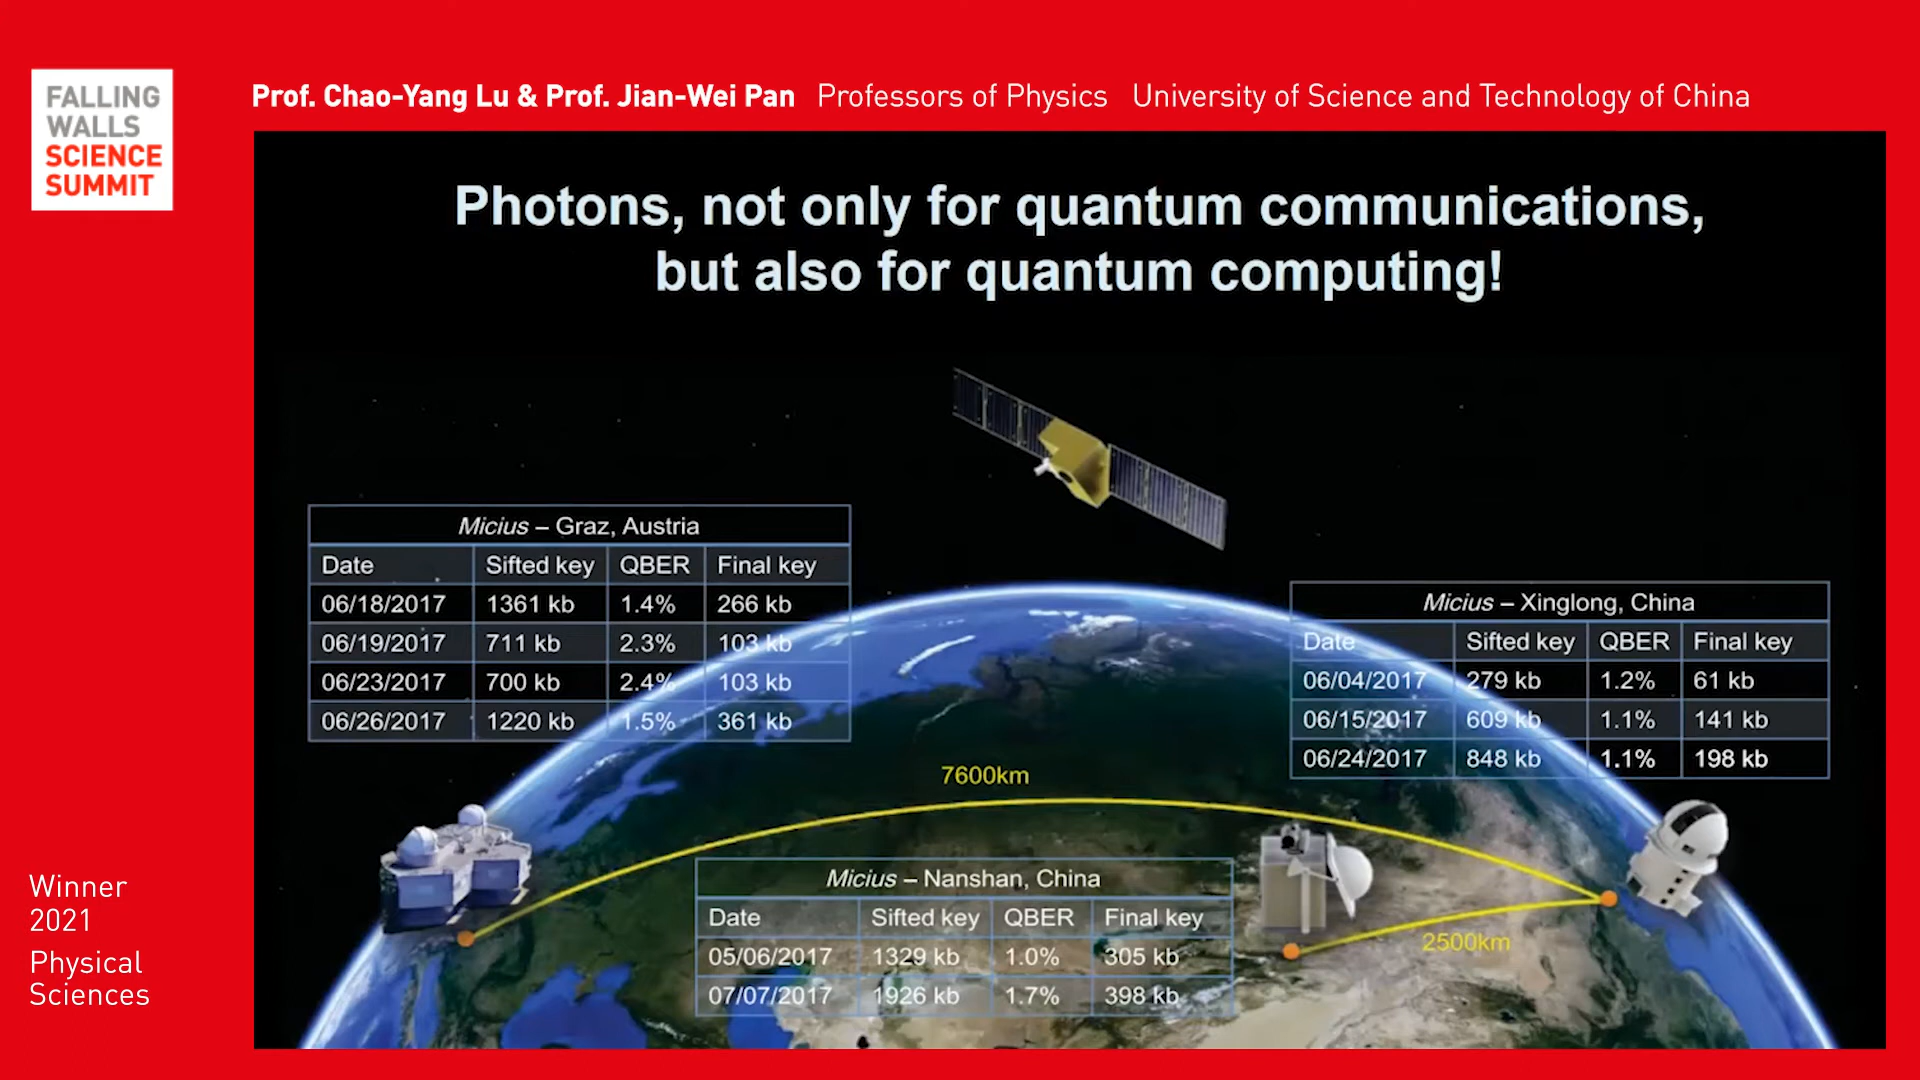 FALLING
WALLS
SCIENCE
SUMMIT
Prof. Chao-Yang Lu & Prof. Jian-Wei Pan Professors of Physics University of Science and Technology of China
Photons, not only for quantum communications,
but also for quantum computing!
Micius – Graz, Austria
Date Sifted key QBER Final key
06/18/2017 1361 kb 1.4% 266 kb
06/19/2017 711 kb 2.3% 103 kb
06/23/2017 700 kb 2.4% 103 kb
06/26/2017 1220 kb 1.5% 361 kb
Micius – Xinglong, China
Date Sifted key QBER Final key
06/04/2017 279 kb 1.2% 61 kb
06/15/2017 609 kb 1.1% 141 kb
06/24/2017 848 kb 1.1% 198 kb
7600km
Micius – Nanshan, China
Date Sifted key QBER Final key
05/06/2017 1329 kb 1.0% 305 kb
07/07/2017 1926 kb 1.7% 398 kb
2500km
Winner
2021
Physical
Sciences